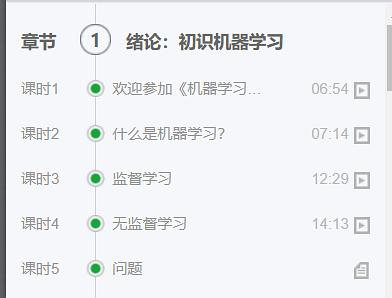 章节 1 绪论：初识机器学习
课时1 欢迎参加《机器学习... 06:54
课时2 什么是机器学习？ 07:14
课时3 监督学习 12:29
课时4 无监督学习 14:13
课时5 问题